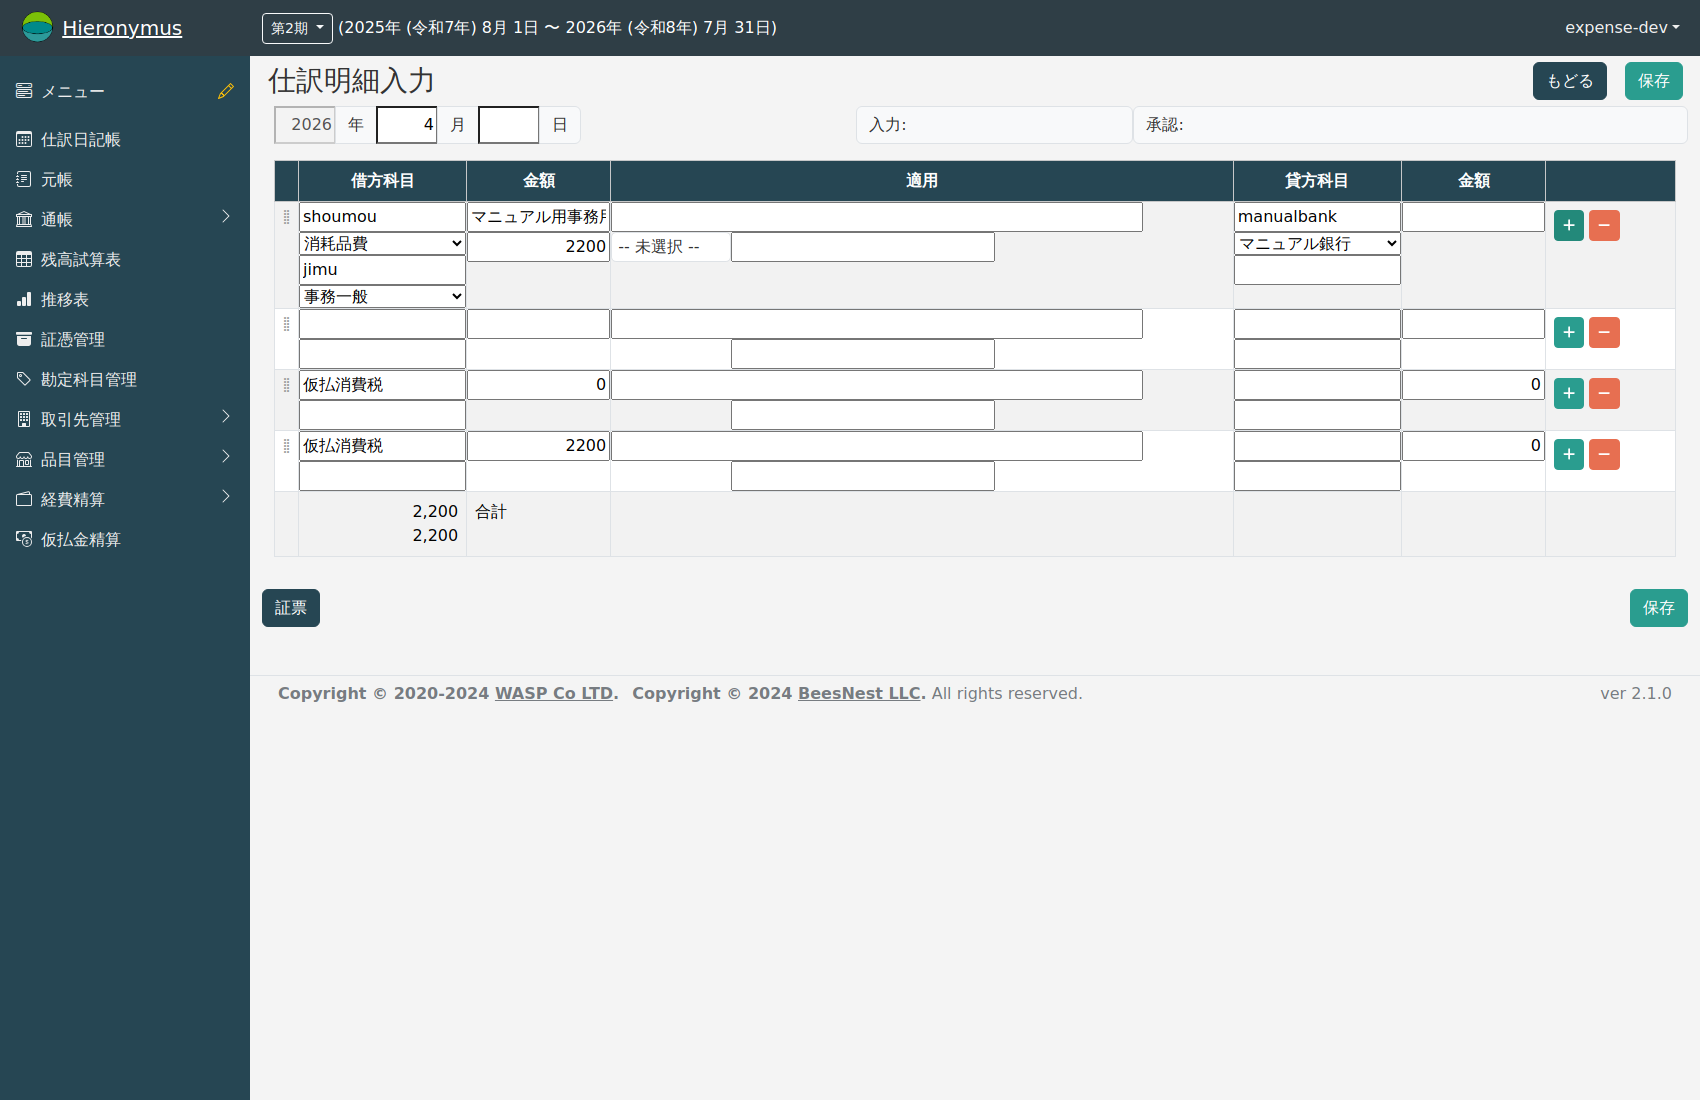 Hieronymus
第2期 (2025年 (令和7年) 8月 1日 〜 2026年 (令和8年) 7月 31日)
expense-dev
メニュー
仕訳日記帳
元帳
通帳
残高試算表
推移表
証憑管理
勘定科目管理
取引先管理
品目管理
経費精算
仮払金精算
仕訳明細入力
もどる
保存
2026 年 4 月 日
入力:
承認:
借方科目 金額 適用 貸方科目 金額
shoumou マニュアル用事務用 manualbank
消耗品費 2200 -- 未選択 -- マニュアル銀行
jimu
事務一般
仮払消費税 0 0
仮払消費税 2200 0
2,200 合計
2,200
証票
保存
Copyright © 2020-2024 WASP Co LTD. Copyright © 2024 BeesNest LLC. All rights reserved.
ver 2.1.0